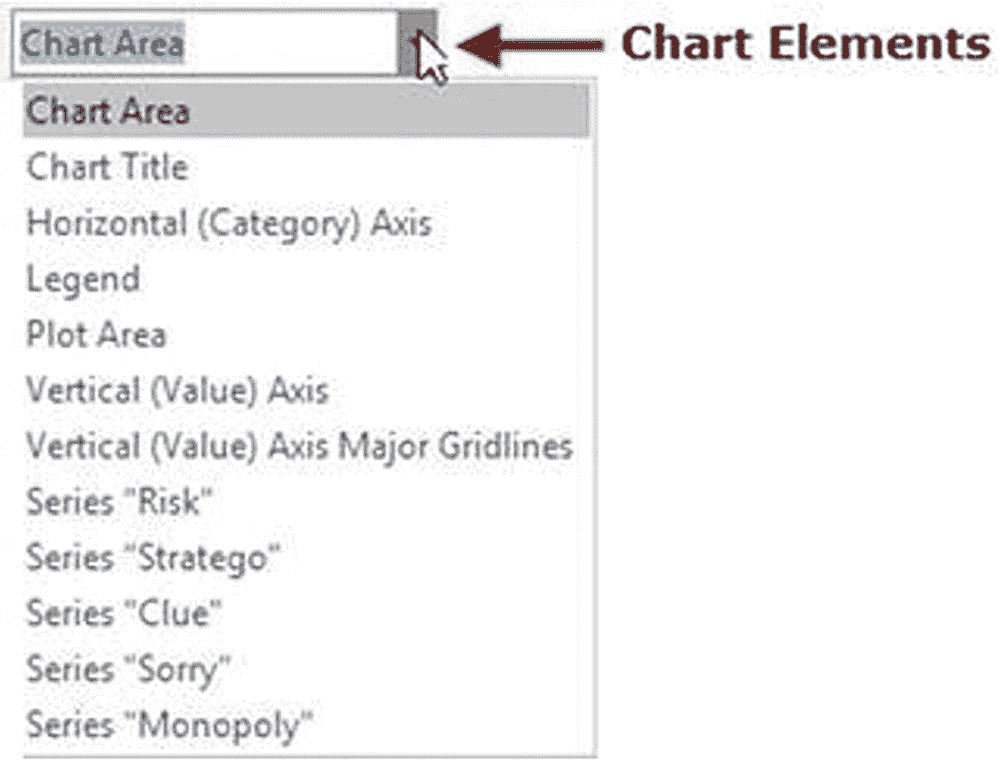 Chart Area
Chart Elements
Chart Area
Chart Title
Horizontal (Category) Axis
Legend
Plot Area
Vertical (Value) Axis
Vertical (Value) Axis Major Gridlines
Series "Risk"
Series "Stratego"
Series "Clue"
Series "Sorry"
Series "Monopoly"